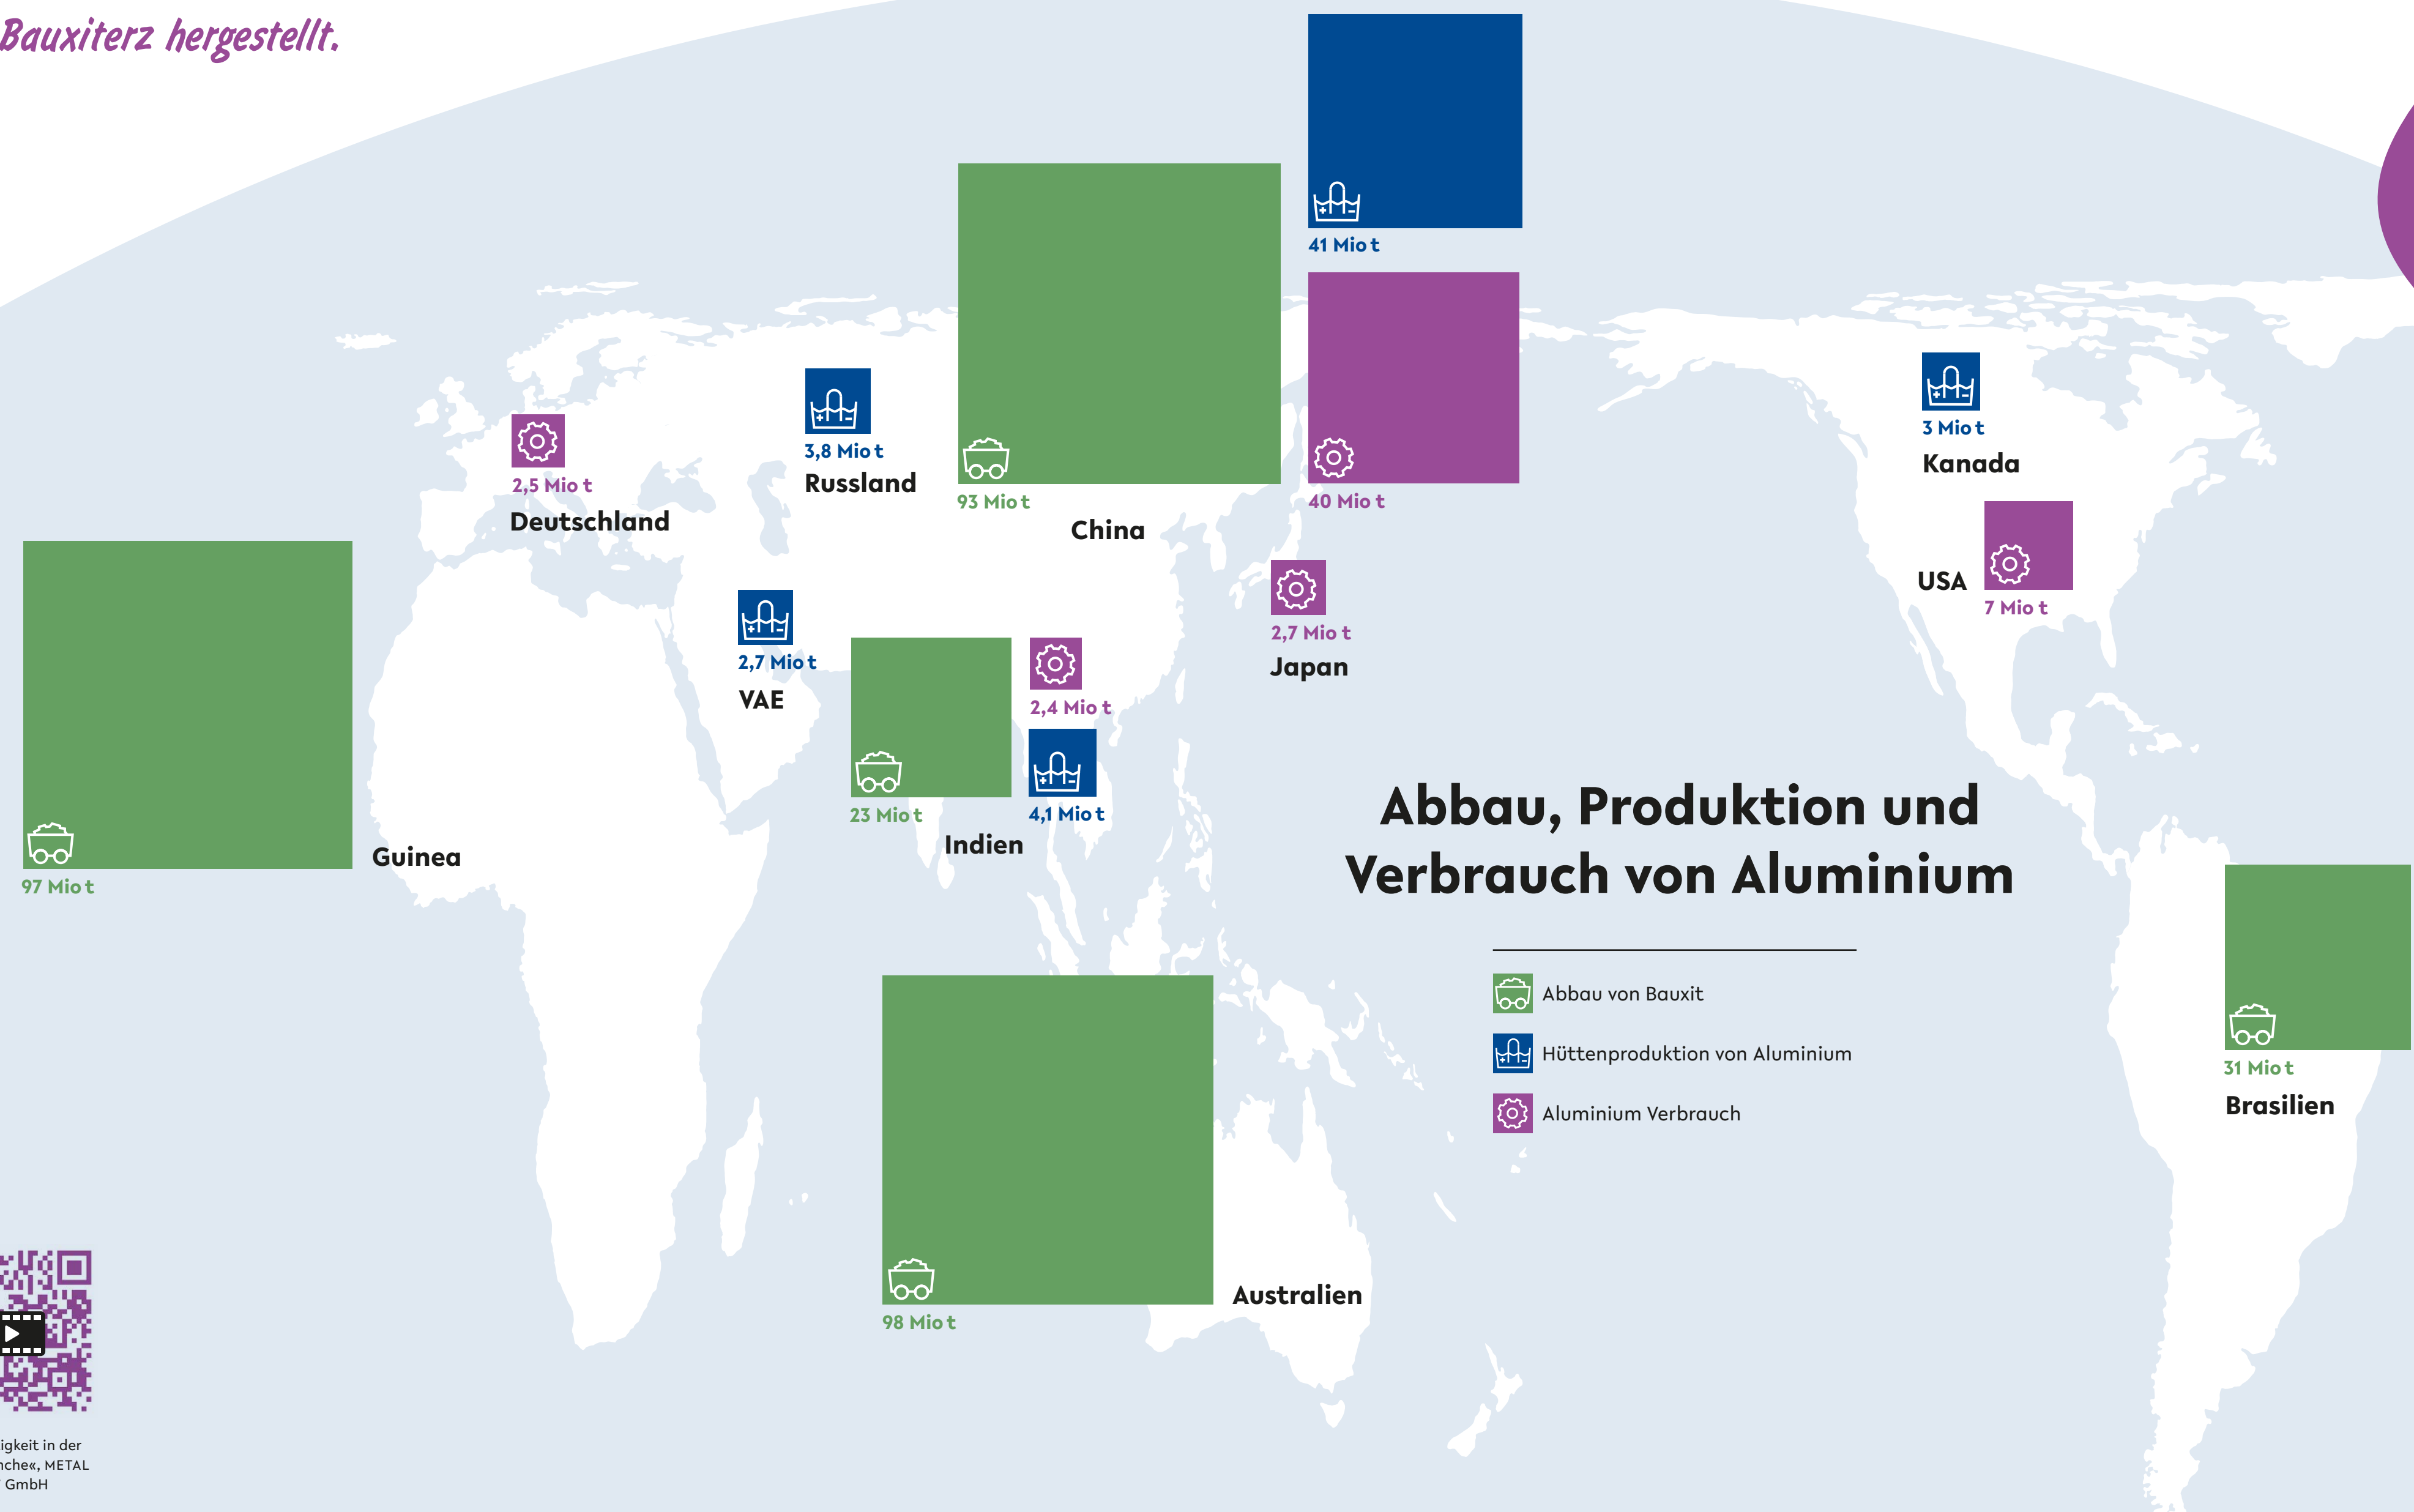 Bauxiterz hergestellt.
41 Mio t
93 Mio t
40 Mio t
China
3,8 Mio t
Russland
3 Mio t
Kanada
2,5 Mio t
Deutschland
USA
7 Mio t
2,7 Mio t
Japan
2,7 Mio t
VAE
2,4 Mio t
23 Mio t
4,1 Mio t
Indien
97 Mio t
Guinea
Abbau, Produktion und
Verbrauch von Aluminium
Abbau von Bauxit
Hüttenproduktion von Aluminium
Aluminium Verbrauch
31 Mio t
Brasilien
98 Mio t
Australien
igkeit in der
nche«, METAL
GmbH